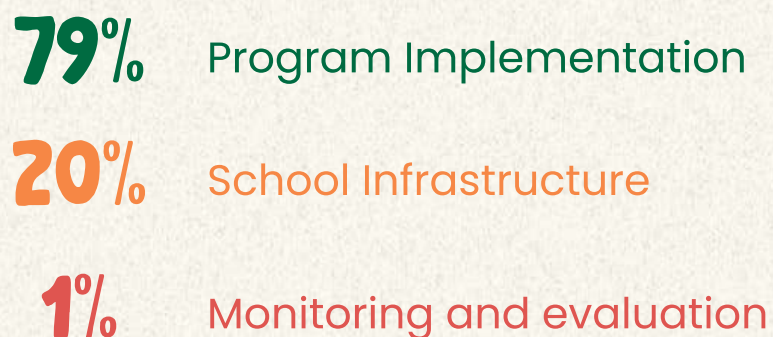 79% Program Implementation
20% School Infrastructure
1% Monitoring and evaluation